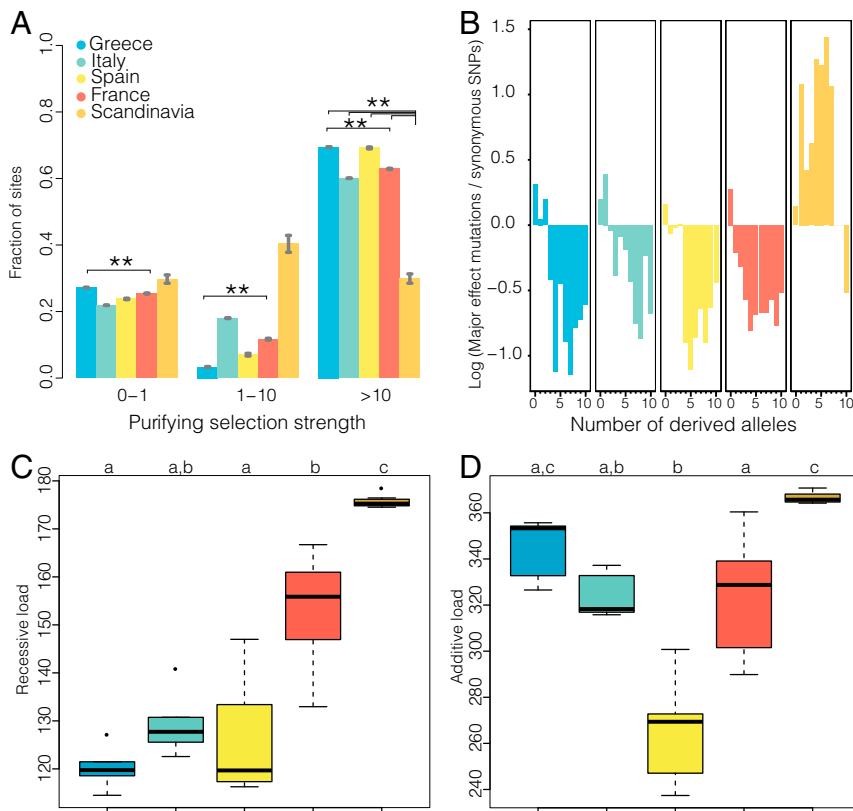 A
Greece
Italy
Spain
France
Scandinavia
Fraction of sites
0.0 0.2 0.4 0.6 0.8 1.0
**
**
**
**
0-1 1-10 >10
Purifying selection strength
B
Log (Major effect mutations / synonymous SNPs)
1.5
1.0
0.5
0.0
-0.5
-1.0
0 5 10 0 5 10 0 5 10 0 5 10 0 5 10
Number of derived alleles
C
a a,b a b c
Recessive load
120 130 140 150 160 170 180
D
a,c a,b b a c
Additive load
240 260 280 300 320 340 360